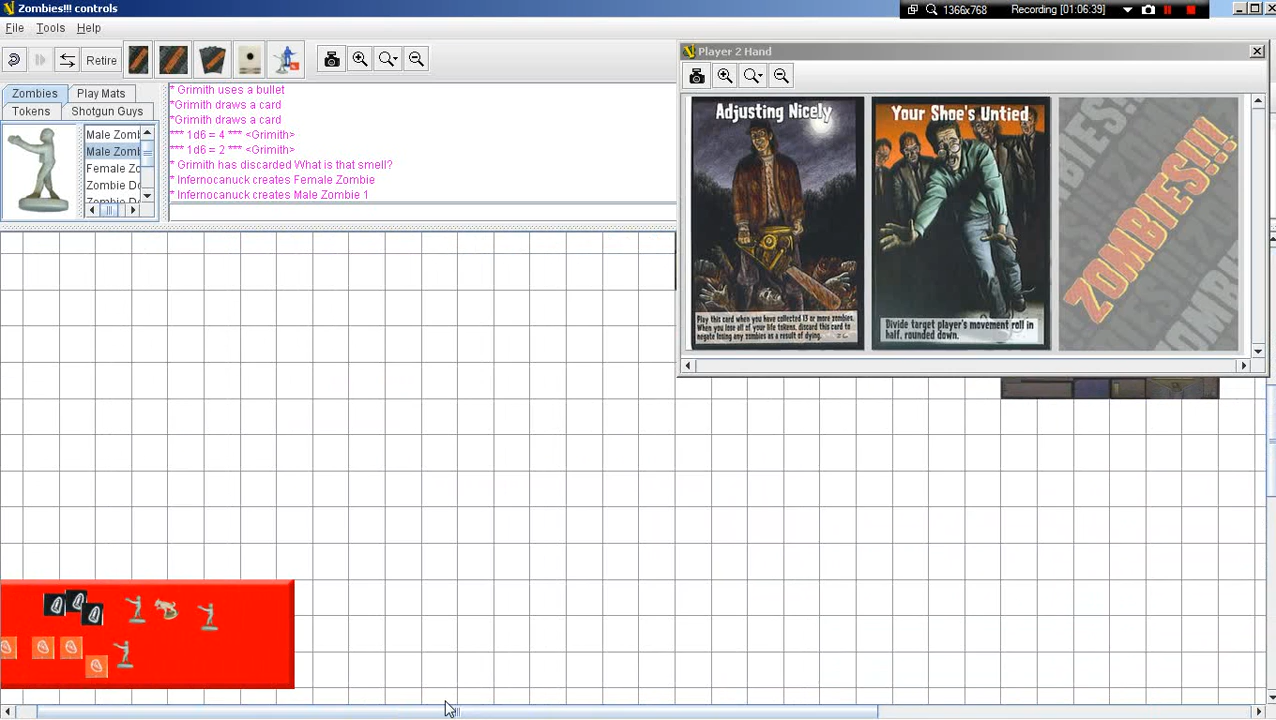 Zombies!!! controls
1366x768
Recording [01:06:39]
File Tools Help
Retire
Player 2 Hand
Zombies
Play Mats
Tokens
Shotgun Guys
Male Zomb
Male Zomb
Female Zo
Zombie Do
* Grimith uses a bullet
*Grimith draws a card
*Grimith draws a card
*** 1d6 = 4 *** <Grimith>
*** 1d6 = 2 *** <Grimith>
* Grimith has discarded What is that smell?
* Infernocanuck creates Female Zombie
* Infernocanuck creates Male Zombie 1
Adjusting Nicely
Play this card when you have collected 13 or more zombies.
When you lose all of your life tokens, discard this card to
negate losing any zombies as a result of dying.
Your Shoe's Untied
Divide target player's movement roll in
half, rounded down.
ZOMBIES!!!
ZOMBIES!!!